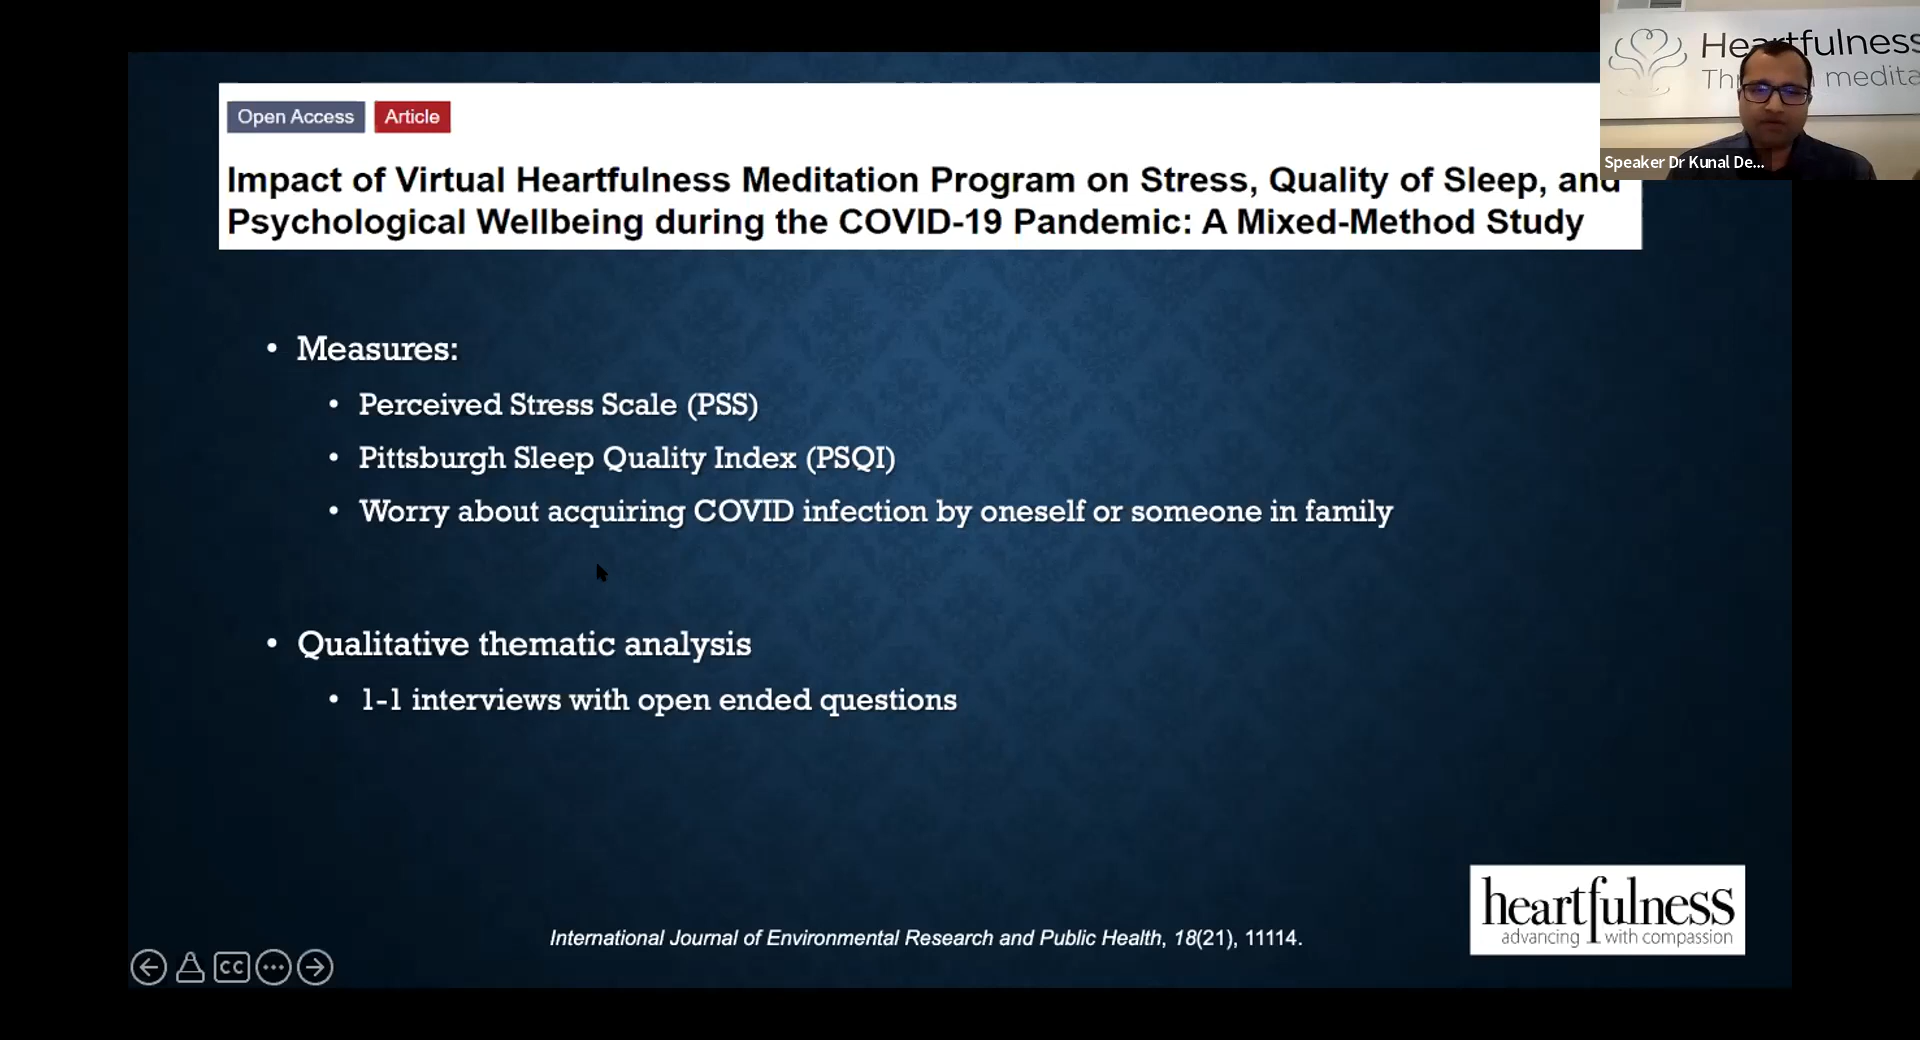 Open Access Article
Impact of Virtual Heartfulness Meditation Program on Stress, Quality of Sleep, and
Psychological Wellbeing during the COVID-19 Pandemic: A Mixed-Method Study
Heartfulness
medita
Speaker Dr Kunal De...
• Measures:
• Perceived Stress Scale (PSS)
• Pittsburgh Sleep Quality Index (PSQI)
• Worry about acquiring COVID infection by oneself or someone in family
• Qualitative thematic analysis
• 1-1 interviews with open ended questions
International Journal of Environmental Research and Public Health, 18(21), 11114.
heartfulness
advancing with compassion
CC